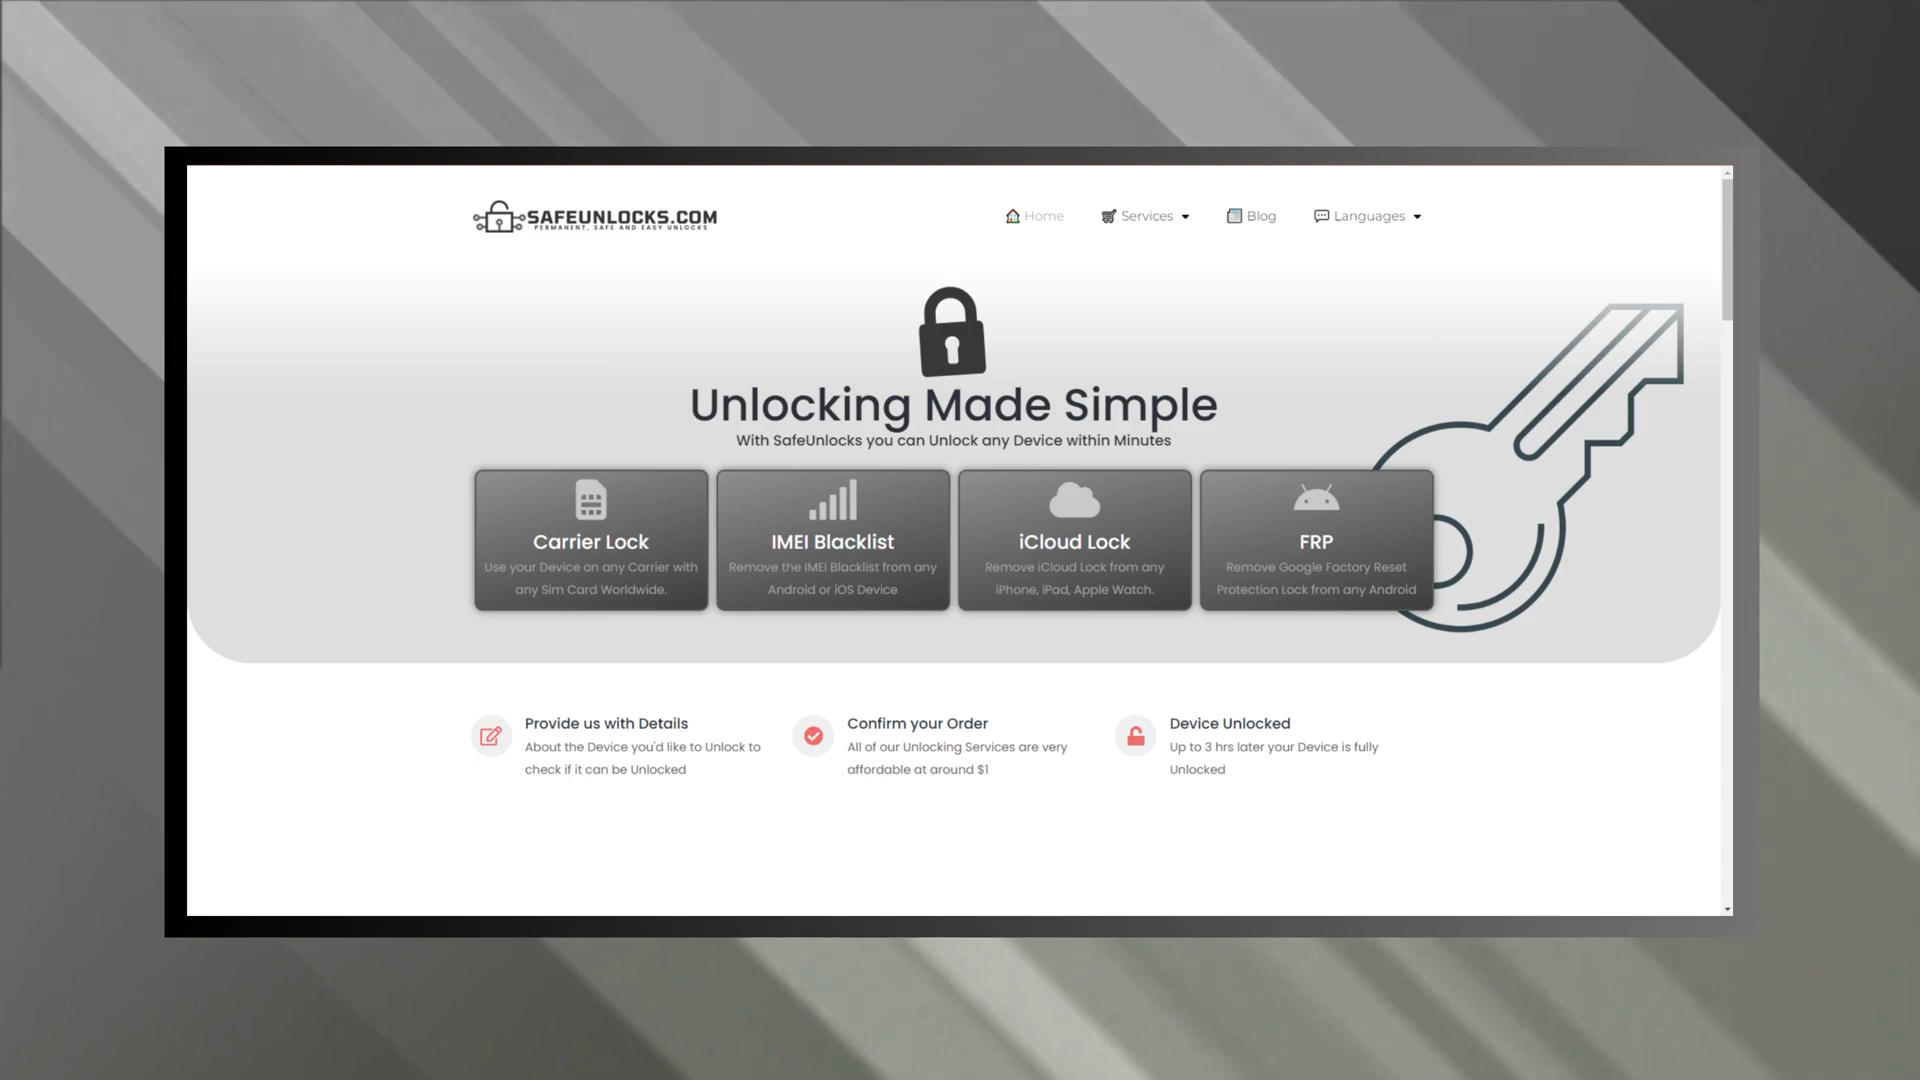 SAFEUNLOCKS.COM
PERMANENT, SAFE AND EASY UNLOCKS
Home
Services
Blog
Languages
Unlocking Made Simple
With SafeUnlocks you can Unlock any Device within Minutes
Carrier Lock
Use your Device on any Carrier with
any Sim Card Worldwide.
IMEI Blacklist
Remove the IMEI Blacklist from any
Android or iOS Device
iCloud Lock
Remove iCloud Lock from any
iPhone, iPad, Apple Watch.
FRP
Remove Google Factory Reset
Protection Lock from any Android
Provide us with Details
About the Device you'd like to Unlock to
check if it can be Unlocked
Confirm your Order
All of our Unlocking Services are very
affordable at around $1
Device Unlocked
Up to 3 hrs later your Device is fully
Unlocked